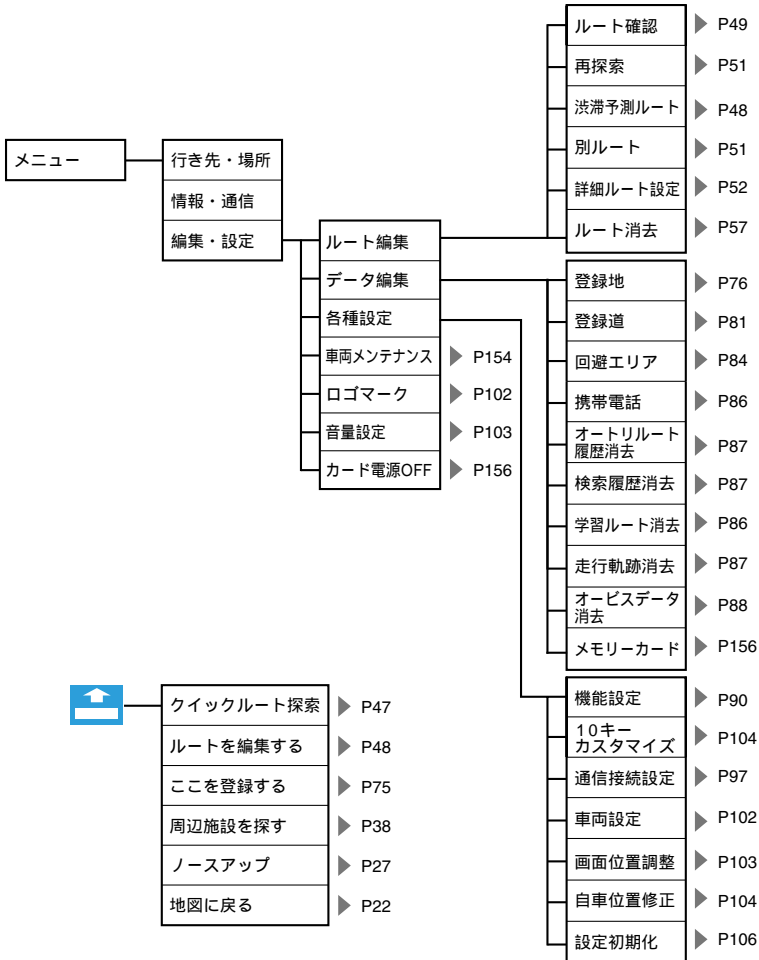 メニュー
行き先・場所
情報・通信
編集・設定
ルート編集
データ編集
各種設定
車両メンテナンス P154
ロゴマーク P102
音量設定 P103
カード電源OFF P156
ルート確認 P49
再探索 P51
渋滞予測ルート P48
別ルート P51
詳細ルート設定 P52
ルート消去 P57
登録地 P76
登録道 P81
回避エリア P84
携帯電話 P86
オートリルート
履歴消去 P87
検索履歴消去 P87
学習ルート消去 P86
走行軌跡消去 P87
オービスデータ
消去 P88
メモリーカード P156
機能設定 P90
10キー
カスタマイズ P104
通信接続設定 P97
車両設定 P102
画面位置調整 P103
自車位置修正 P104
設定初期化 P106
クイックルート探索 P47
ルートを編集する P48
ここを登録する P75
周辺施設を探す P38
ノースアップ P27
地図に戻る P22